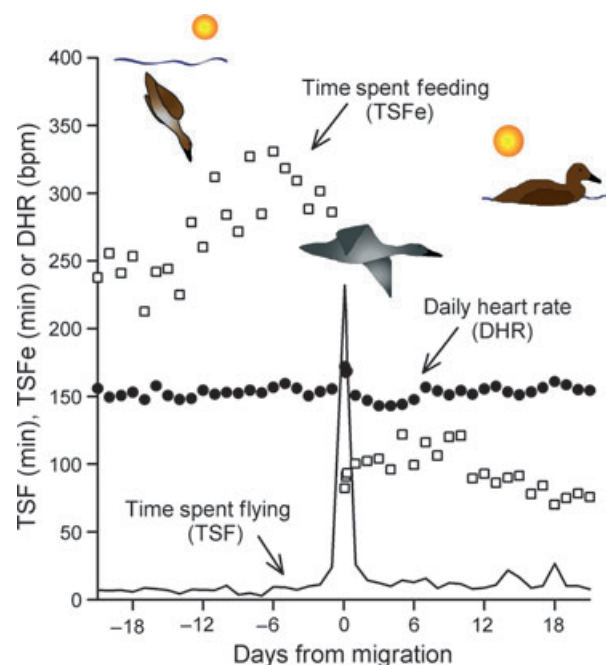 400
350
300
250
200
150
100
50
0
TSF (min), TSFe (min) or DHR (bpm)
Time spent feeding
(TSFe)
Daily heart rate
(DHR)
Time spent flying
(TSF)
–18 –12 –6 0 6 12 18
Days from migration